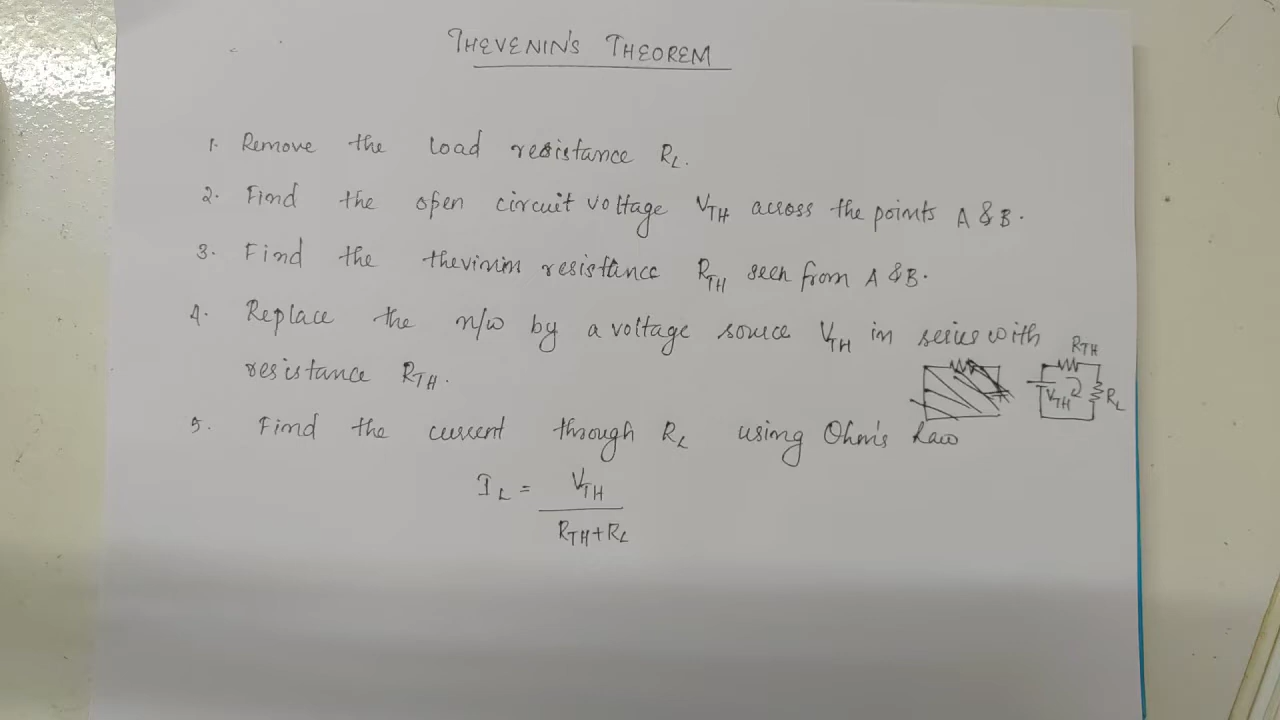 THEVENIN'S THEOREM
1. Remove the load resistance RL.
2. Find the open circuit voltage VTH across the points A & B.
3. Find the thevinim resistance RTH seen from A & B.
4. Replace the n/w by a voltage source VTH in series with
resistance RTH.
RTH
VTH
RL
5. Find the current through RL using Ohm's Law
IL = VTH
RTH+RL